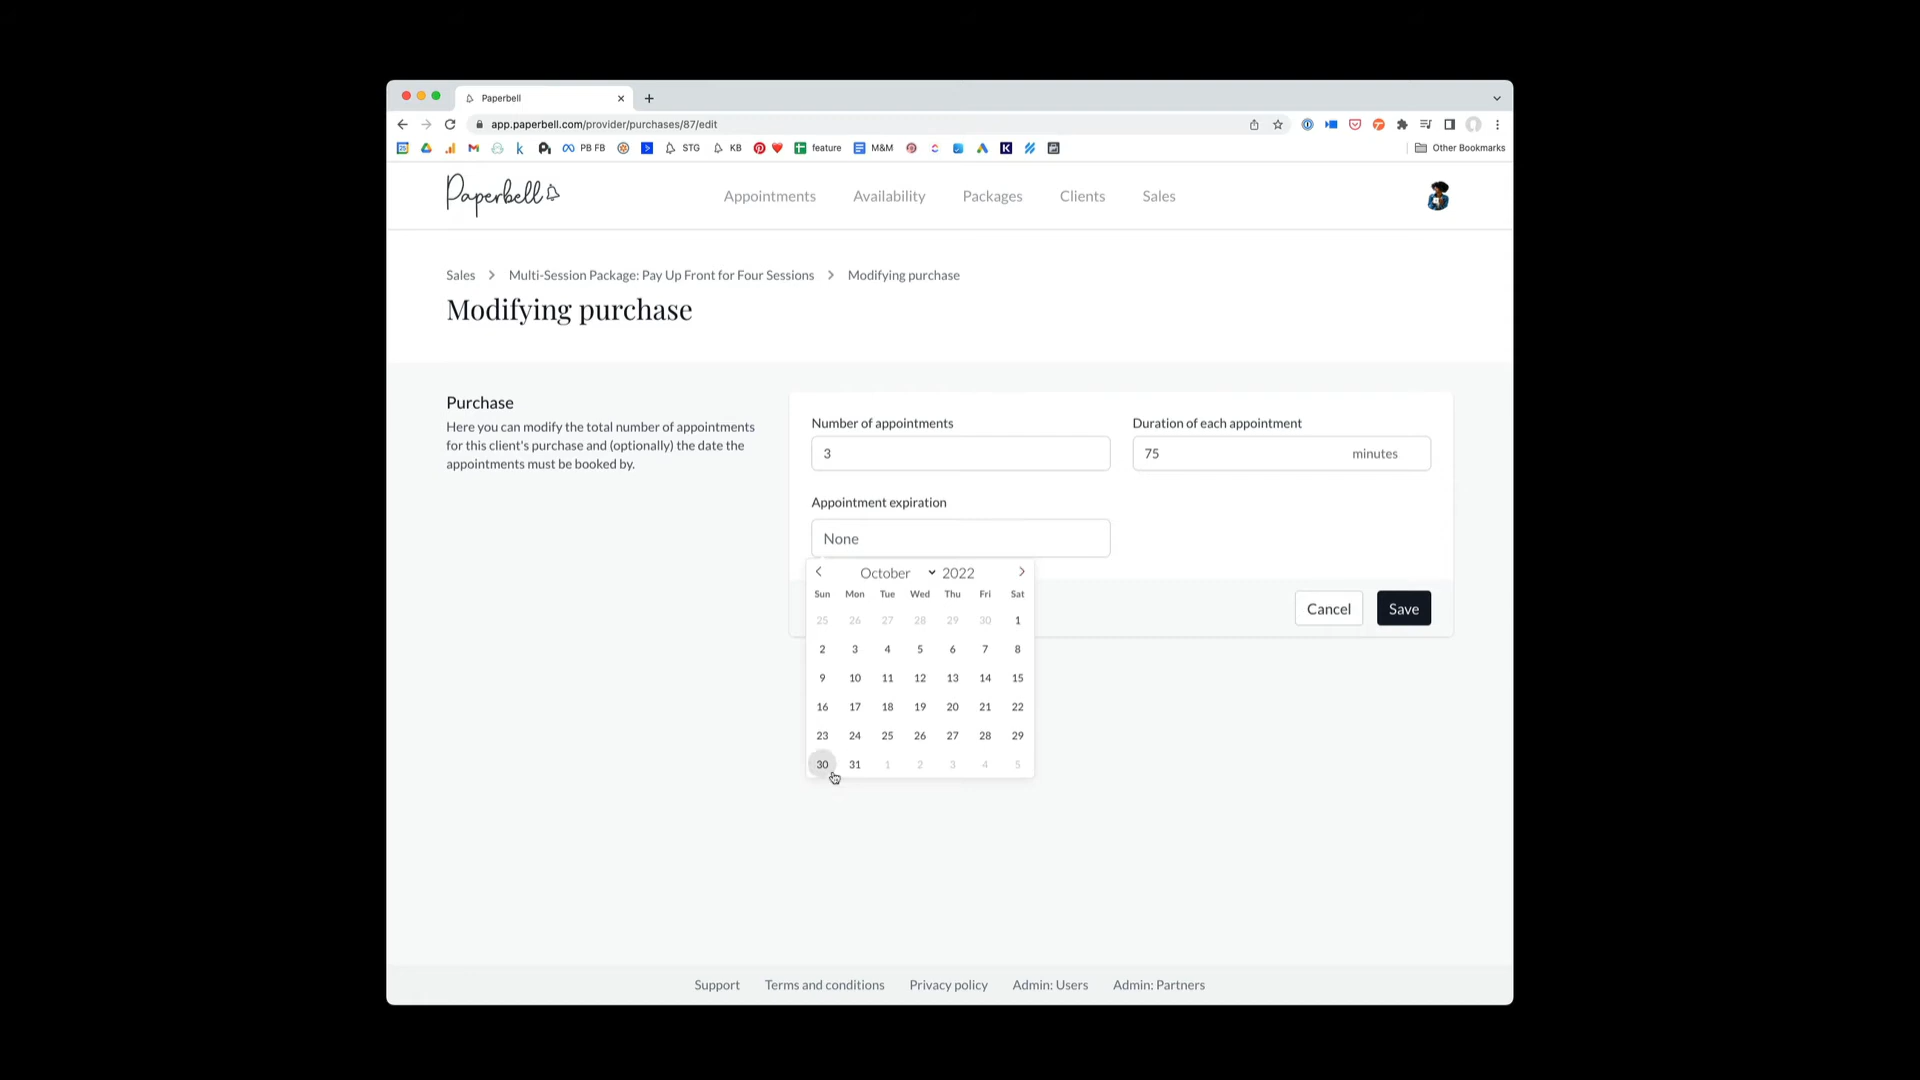 Paperbell
app.paperbell.com/provider/purchases/87/edit
PB FB STG KB feature M&M K Other Bookmarks
Paperbell Appointments Availability Packages Clients Sales
Sales > Multi-Session Package: Pay Up Front for Four Sessions > Modifying purchase
Modifying purchase
Purchase
Here you can modify the total number of appointments
for this client's purchase and (optionally) the date the
appointments must be booked by.
Number of appointments Duration of each appointment
3 75 minutes
Appointment expiration
None
October 2022
Sun Mon Tue Wed Thu Fri Sat
25 26 27 28 29 30 1
2 3 4 5 6 7 8
9 10 11 12 13 14 15
16 17 18 19 20 21 22
23 24 25 26 27 28 29
30 31 1 2 3 4 5
Cancel Save
Support Terms and conditions Privacy policy Admin: Users Admin: Partners